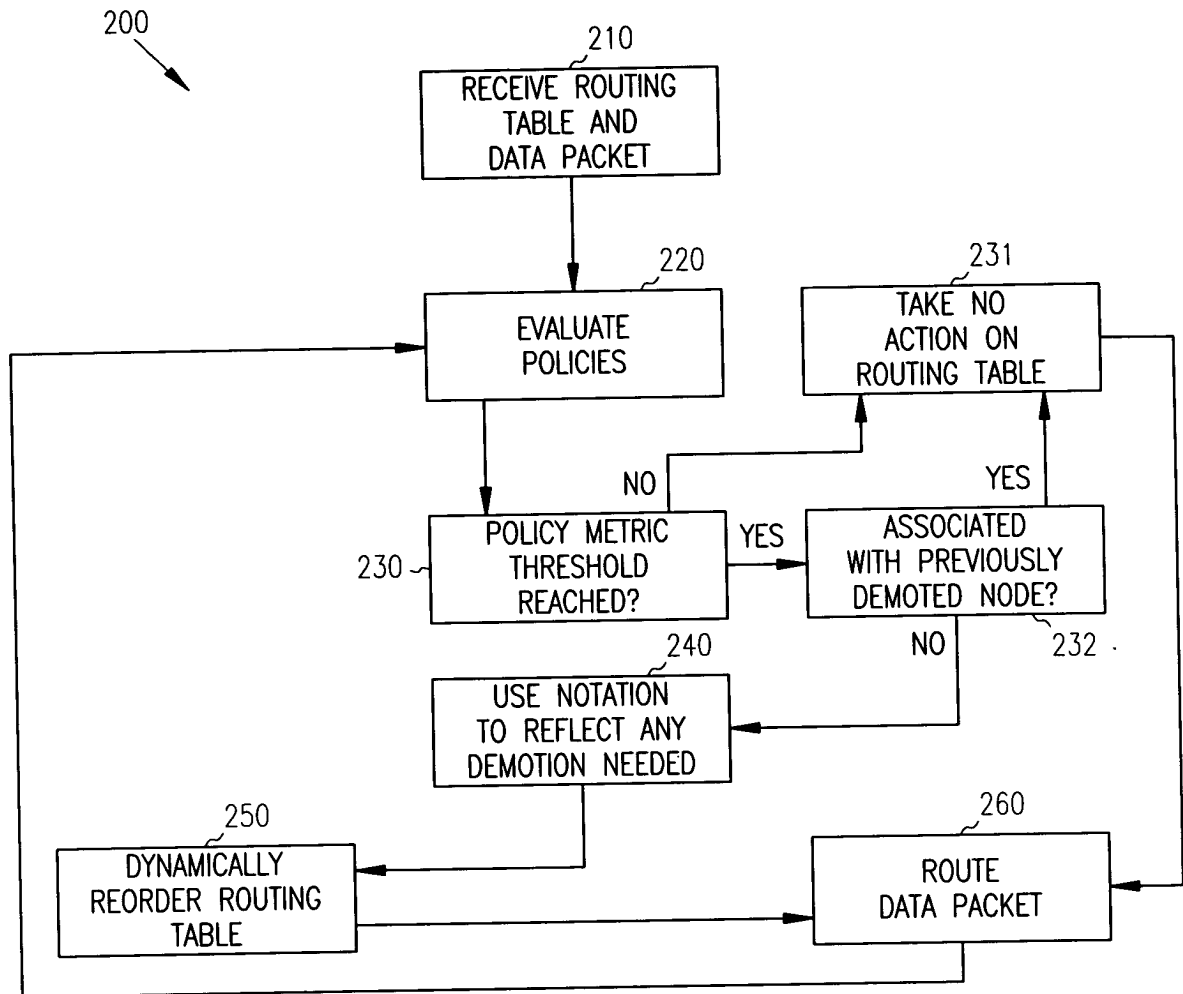 200
210
RECEIVE ROUTING
TABLE AND
DATA PACKET
220
EVALUATE
POLICIES
231
TAKE NO
ACTION ON
ROUTING TABLE
NO
YES
230
POLICY METRIC
THRESHOLD
REACHED?
YES
ASSOCIATED
WITH PREVIOUSLY
DEMOTED NODE?
232
NO
240
USE NOTATION
TO REFLECT ANY
DEMOTION NEEDED
250
DYNAMICALLY
REORDER ROUTING
TABLE
260
ROUTE
DATA PACKET